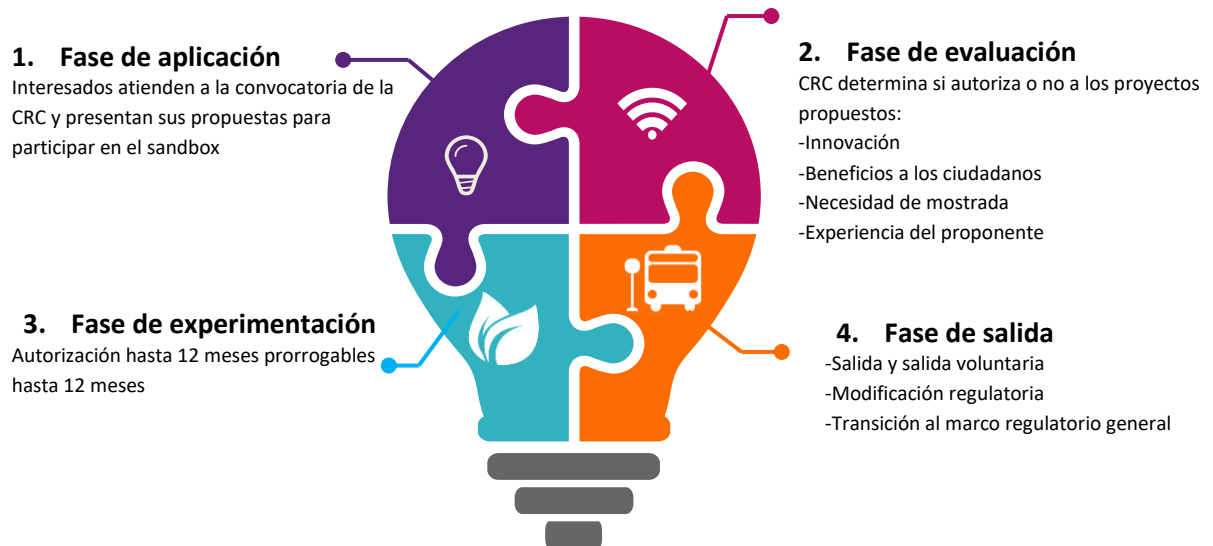 1. Fase de aplicación
Interesados atienden a la convocatoria de la
CRC y presentan sus propuestas para
participar en el sandbox
2. Fase de evaluación
CRC determina si autoriza o no a los proyectos
propuestos:
-Innovación
-Beneficios a los ciudadanos
-Necesidad de mostrada
-Experiencia del proponente
3. Fase de experimentación
Autorización hasta 12 meses prorrogables
hasta 12 meses
4. Fase de salida
-Salida y salida voluntaria
-Modificación regulatoria
-Transición al marco regulatorio general